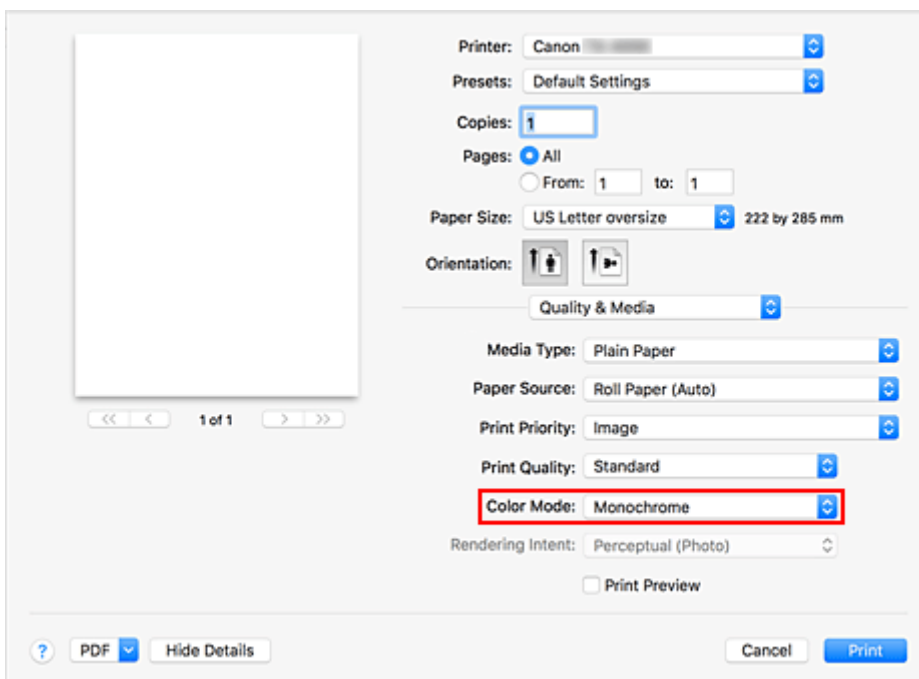 Printer: Canon
Presets: Default Settings
Copies: 1
Pages: All
From: 1 to: 1
Paper Size: US Letter oversize 222 by 285 mm
Orientation:
Quality & Media
Media Type: Plain Paper
Paper Source: Roll Paper (Auto)
1 of 1
Print Priority: Image
Print Quality: Standard
Color Mode: Monochrome
Rendering Intent: Perceptual (Photo)
Print Preview
? PDF Hide Details Cancel Print